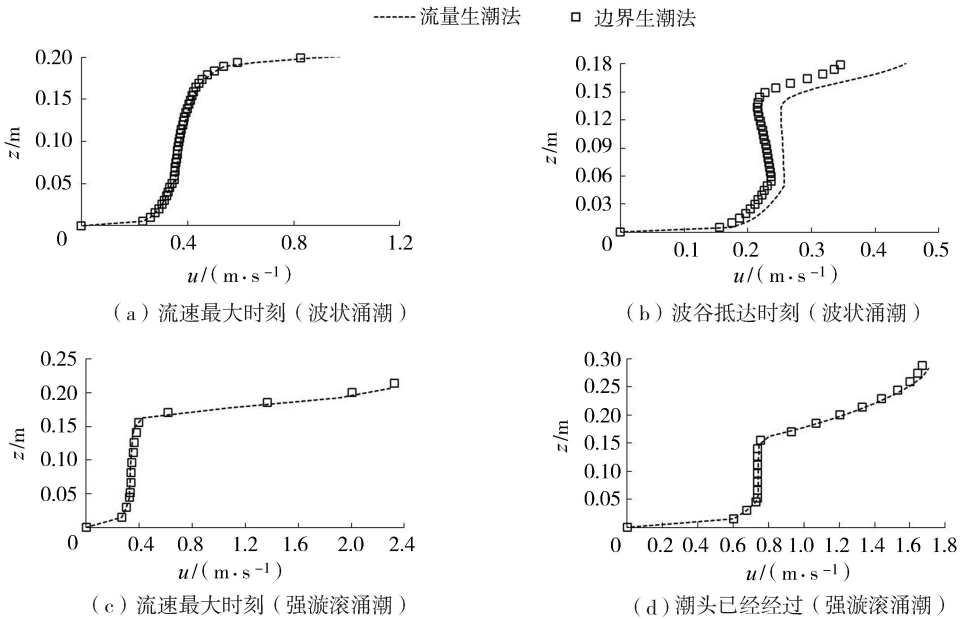 流量生潮法 边界生潮法
0.20
0.15
z/m
0.10
0.05
0
0.4 0.8 1.2
u/(m·s⁻¹)
(a) 流速最大时刻(波状涌潮)
0.18
0.15
0.12
z/m
0.09
0.06
0.03
0
0.1 0.2 0.3 0.4 0.5
u/(m·s⁻¹)
(b) 波谷抵达时刻(波状涌潮)
0.25
0.20
0.15
z/m
0.10
0.05
0 0.4 0.8 1.2 1.6 2.0 2.4
u/(m·s⁻¹)
(c) 流速最大时刻(强漩滚涌潮)
0.30
0.25
0.20
z/m
0.15
0.10
0.05
0 0.2 0.4 0.6 0.8 1.0 1.2 1.4 1.6 1.8
u/(m·s⁻¹)
(d) 潮头已经经过(强漩滚涌潮)